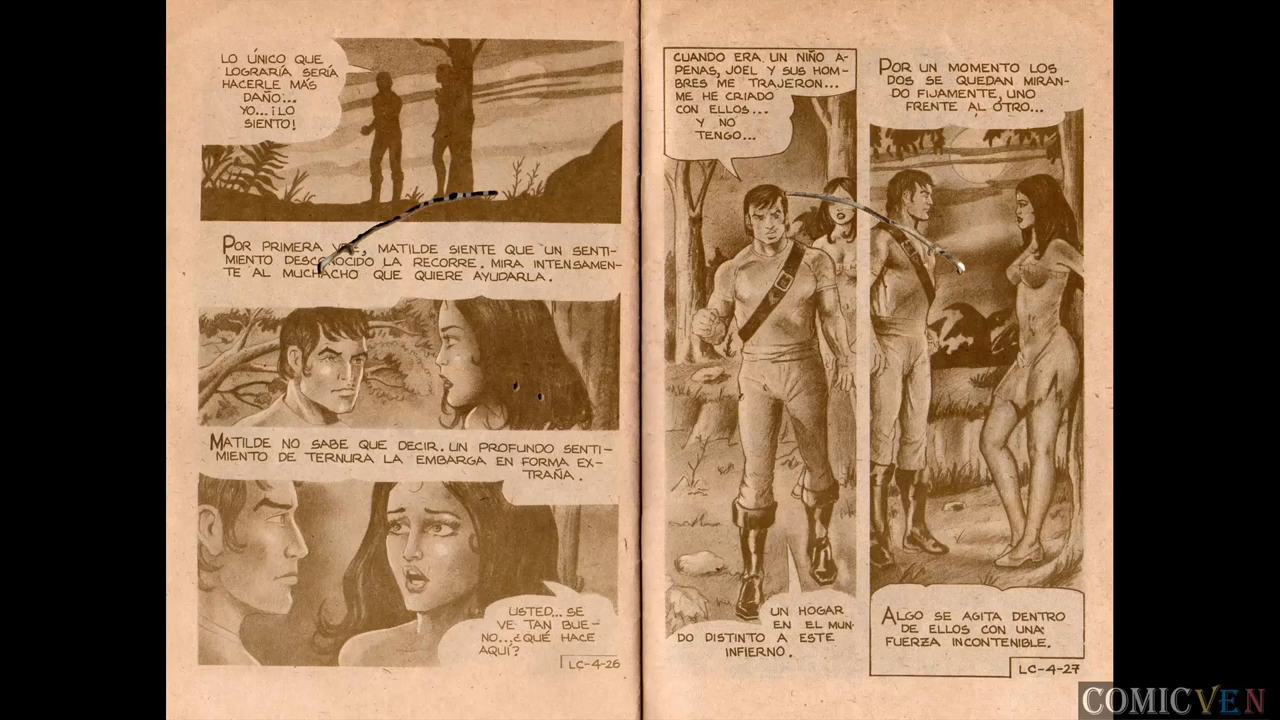 LO ÚNICO QUE
LOGRARÍA SERÍA
HACERLE MÁS
DAÑO...
YO...¡LO
SIENTO!
POR PRIMERA VEZ, MATILDE SIENTE QUE UN SENTI-
MIENTO DESCONOCIDO LA RECORRE. MIRA INTENSAMEN-
TE AL MUCHACHO QUE QUIERE AYUDARLA.
MATILDE NO SABE QUE DECIR. UN PROFUNDO SENTI-
MIENTO DE TERNURA LA EMBARGA EN FORMA EX-
TRAÑA.
USTED... SE
VE TAN BUE-
NO...¿QUÉ HACE
AQUÍ?
LC-4-26
CUANDO ERA UN NIÑO A-
PENAS, JOEL Y SUS HOM-
BRES ME TRAJERON...
ME HE CRIADO
CON ELLOS...
Y NO
TENGO...
UN HOGAR
EN EL MUN-
DO DISTINTO A ESTE
INFIERNO.
POR UN MOMENTO LOS
DOS SE QUEDAN MIRAN-
DO FIJAMENTE, UNO
FRENTE AL OTRO...
ALGO SE AGITA DENTRO
DE ELLOS CON UNA
FUERZA INCONTENIBLE.
LC-4-27
COMICVEN